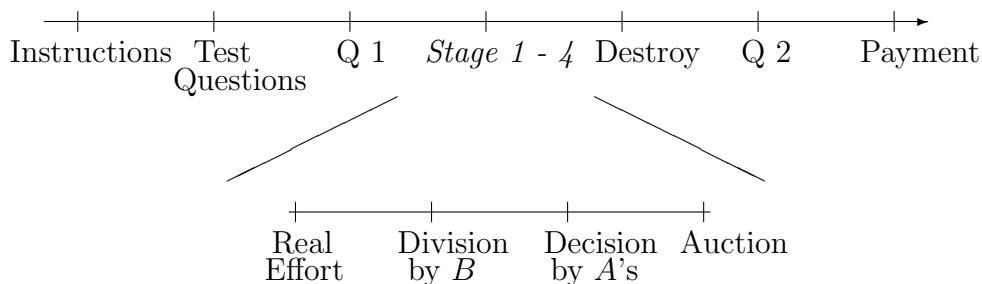 Instructions Test Q 1 Stage 1 - 4 Destroy Q 2 Payment
Questions
Real Division Decision Auction
Effort by B by A's